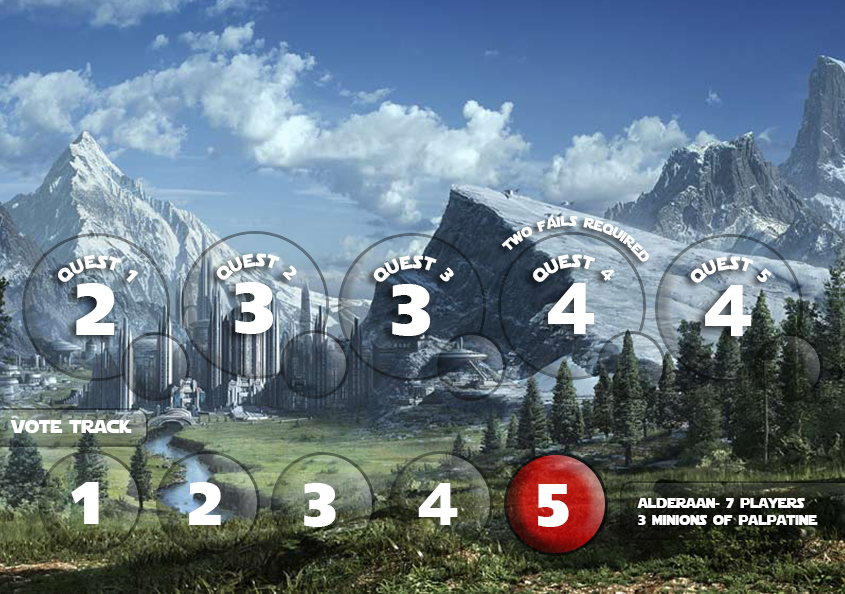 TWO FAILS REQUIRED
QUEST 1
QUEST 2
QUEST 3
QUEST 4
QUEST 5
2
3
3
4
4
VOTE TRACK
1
2
3
4
5
ALDERAAN- 7 PLAYERS
3 MINIONS OF PALPATINE